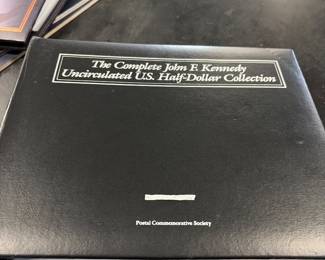 The Complete John F. Kennedy
Uncirculated U.S. Half-Dollar Collection
Postal Commemorative Society